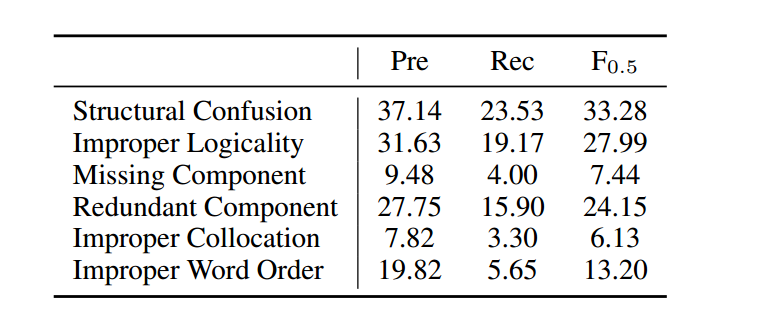 Pre Rec F0.5
Structural Confusion 37.14 23.53 33.28
Improper Logicality 31.63 19.17 27.99
Missing Component 9.48 4.00 7.44
Redundant Component 27.75 15.90 24.15
Improper Collocation 7.82 3.30 6.13
Improper Word Order 19.82 5.65 13.20